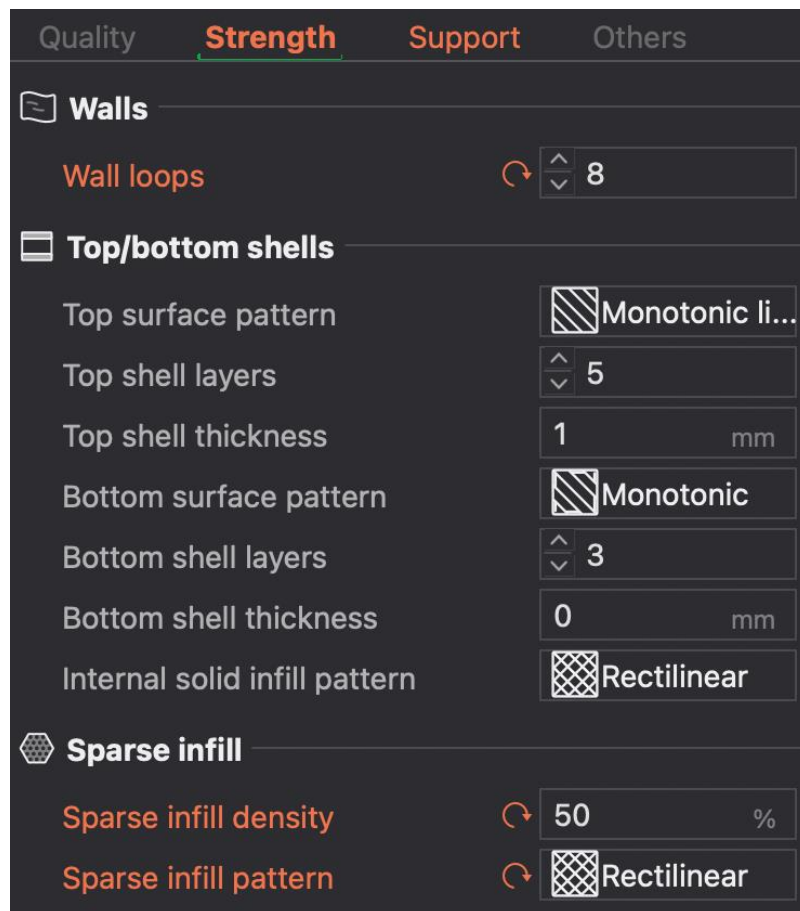 Quality Strength Support Others
Walls
Wall loops 8
Top/bottom shells
Top surface pattern Monotonic li...
Top shell layers 5
Top shell thickness 1 mm
Bottom surface pattern Monotonic
Bottom shell layers 3
Bottom shell thickness 0 mm
Internal solid infill pattern Rectilinear
Sparse infill
Sparse infill density 50 %
Sparse infill pattern Rectilinear